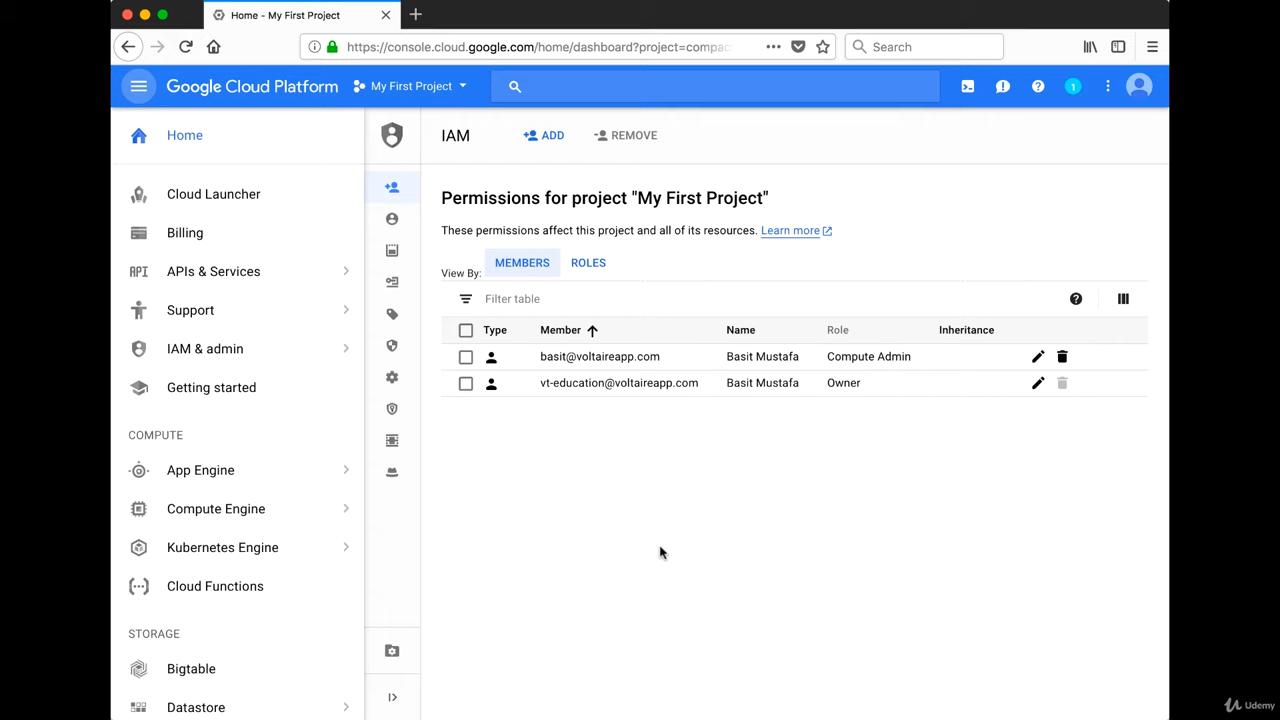 Home - My First Project
https://console.cloud.google.com/home/dashboard?project=compac
Search
Google Cloud Platform
My First Project
1
Home
Cloud Launcher
Billing
API
APIs & Services
Support
IAM & admin
Getting started
COMPUTE
App Engine
Compute Engine
Kubernetes Engine
Cloud Functions
STORAGE
Bigtable
Datastore
IAM
ADD
REMOVE
Permissions for project "My First Project"
These permissions affect this project and all of its resources. Learn more
View By: MEMBERS ROLES
Filter table
Type Member Name Role Inheritance
basit@voltaireapp.com Basit Mustafa Compute Admin
vt-education@voltaireapp.com Basit Mustafa Owner
Udemy